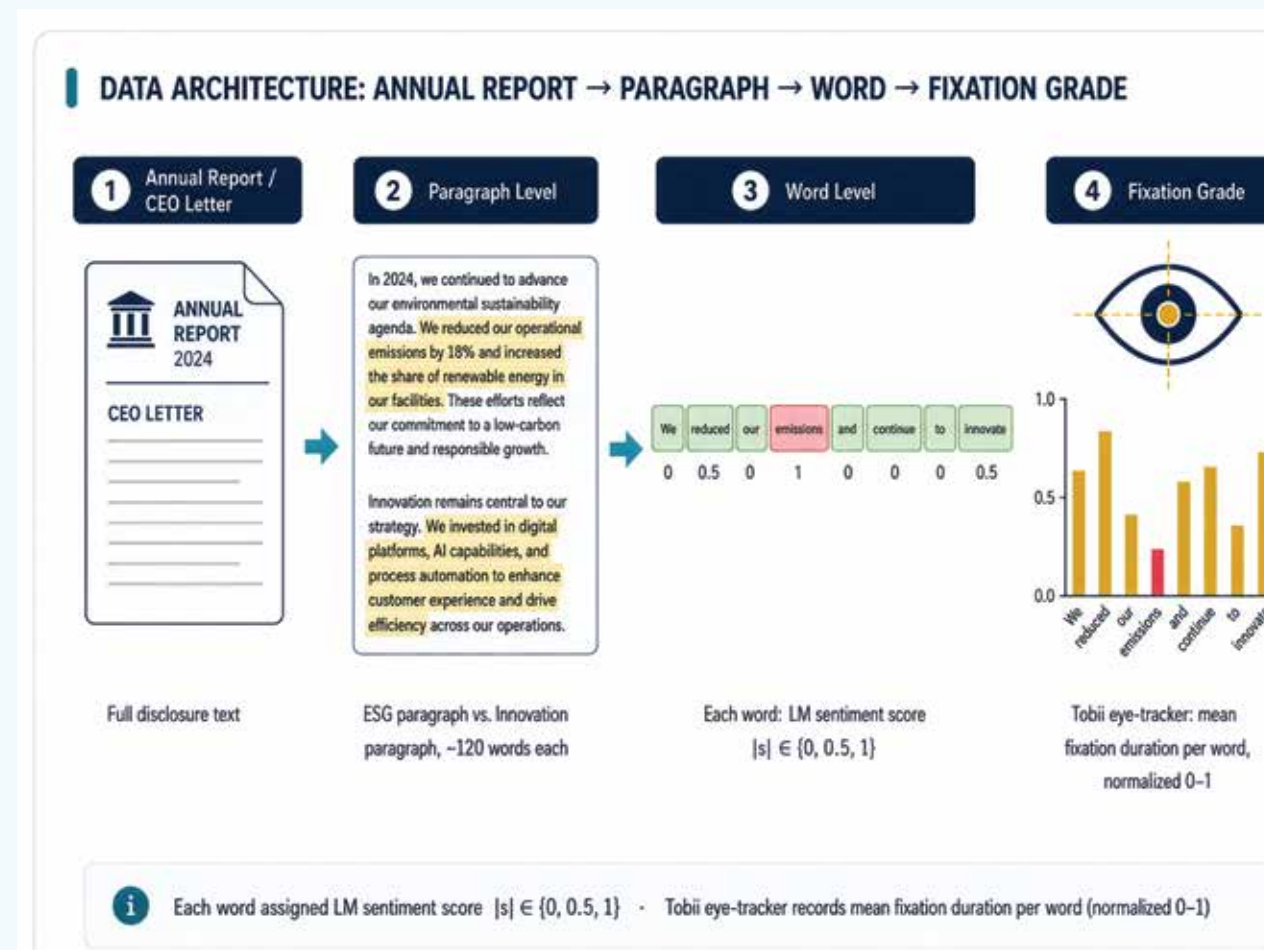 DATA ARCHITECTURE: ANNUAL REPORT → PARAGRAPH → WORD → FIXATION GRADE
1
Annual Report /
CEO Letter
ANNUAL
REPORT
2024
CEO LETTER
Full disclosure text
2
Paragraph Level
In 2024, we continued to advance
our environmental sustainability
agenda. We reduced our operational
emissions by 18% and increased
the share of renewable energy in
our facilities. These efforts reflect
our commitment to a low-carbon
future and responsible growth.
Innovation remains central to our
strategy. We invested in digital
platforms, AI capabilities, and
process automation to enhance
customer experience and drive
efficiency across our operations.
ESG paragraph vs. Innovation
paragraph, ~120 words each
3
Word Level
We reduced our emissions and continue to innovate
0 0.5 0 1 0 0 0 0.5
Each word: LM sentiment score
|s| ∈ {0, 0.5, 1}
4
Fixation Grade
1.0
0.5
0.0
We reduced our emissions and continue to innovate
Tobii eye-tracker: mean
fixation duration per word,
normalized 0–1
i
Each word assigned LM sentiment score |s| ∈ {0, 0.5, 1} · Tobii eye-tracker records mean fixation duration per word (normalized 0–1)